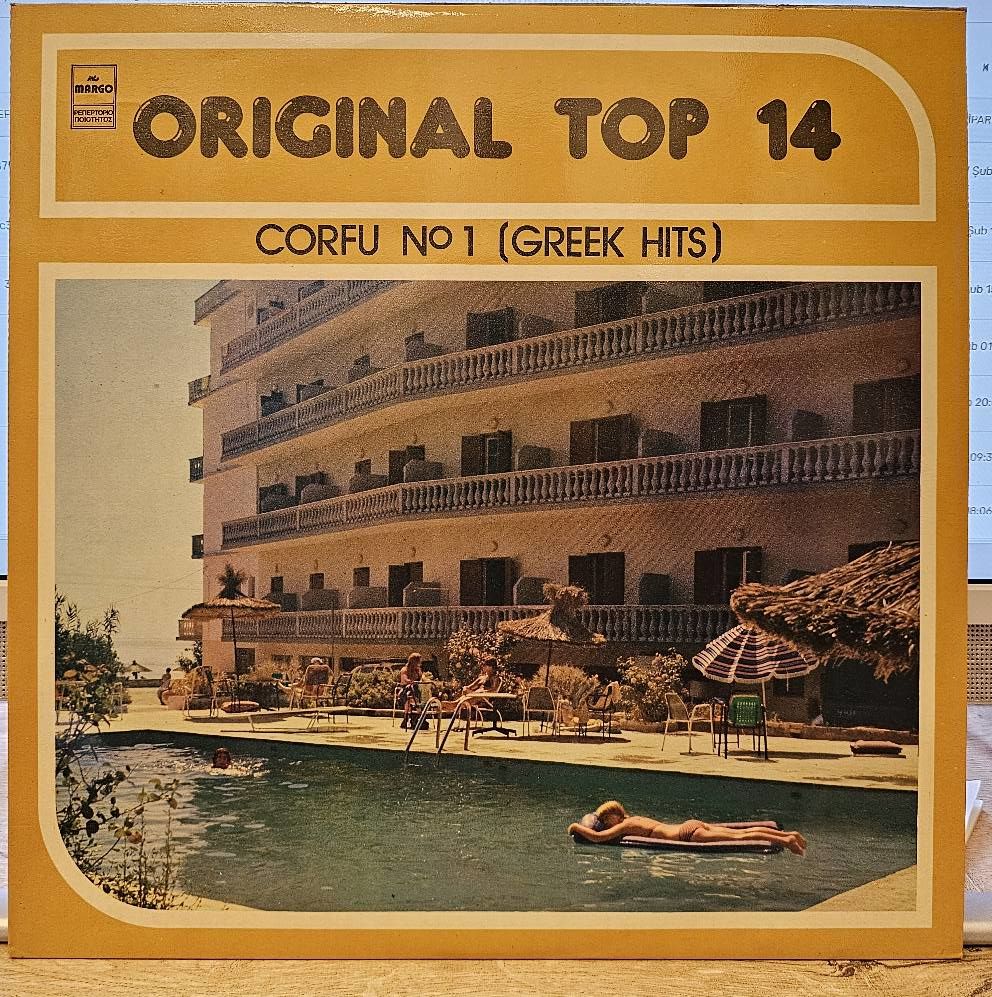 MARGO
ΡΕΠΕΡΤΟΡΙΟ
ΠΟΙΟΤΗΤΟΣ
ORIGINAL TOP 14
CORFU Nº 1 (GREEK HITS)